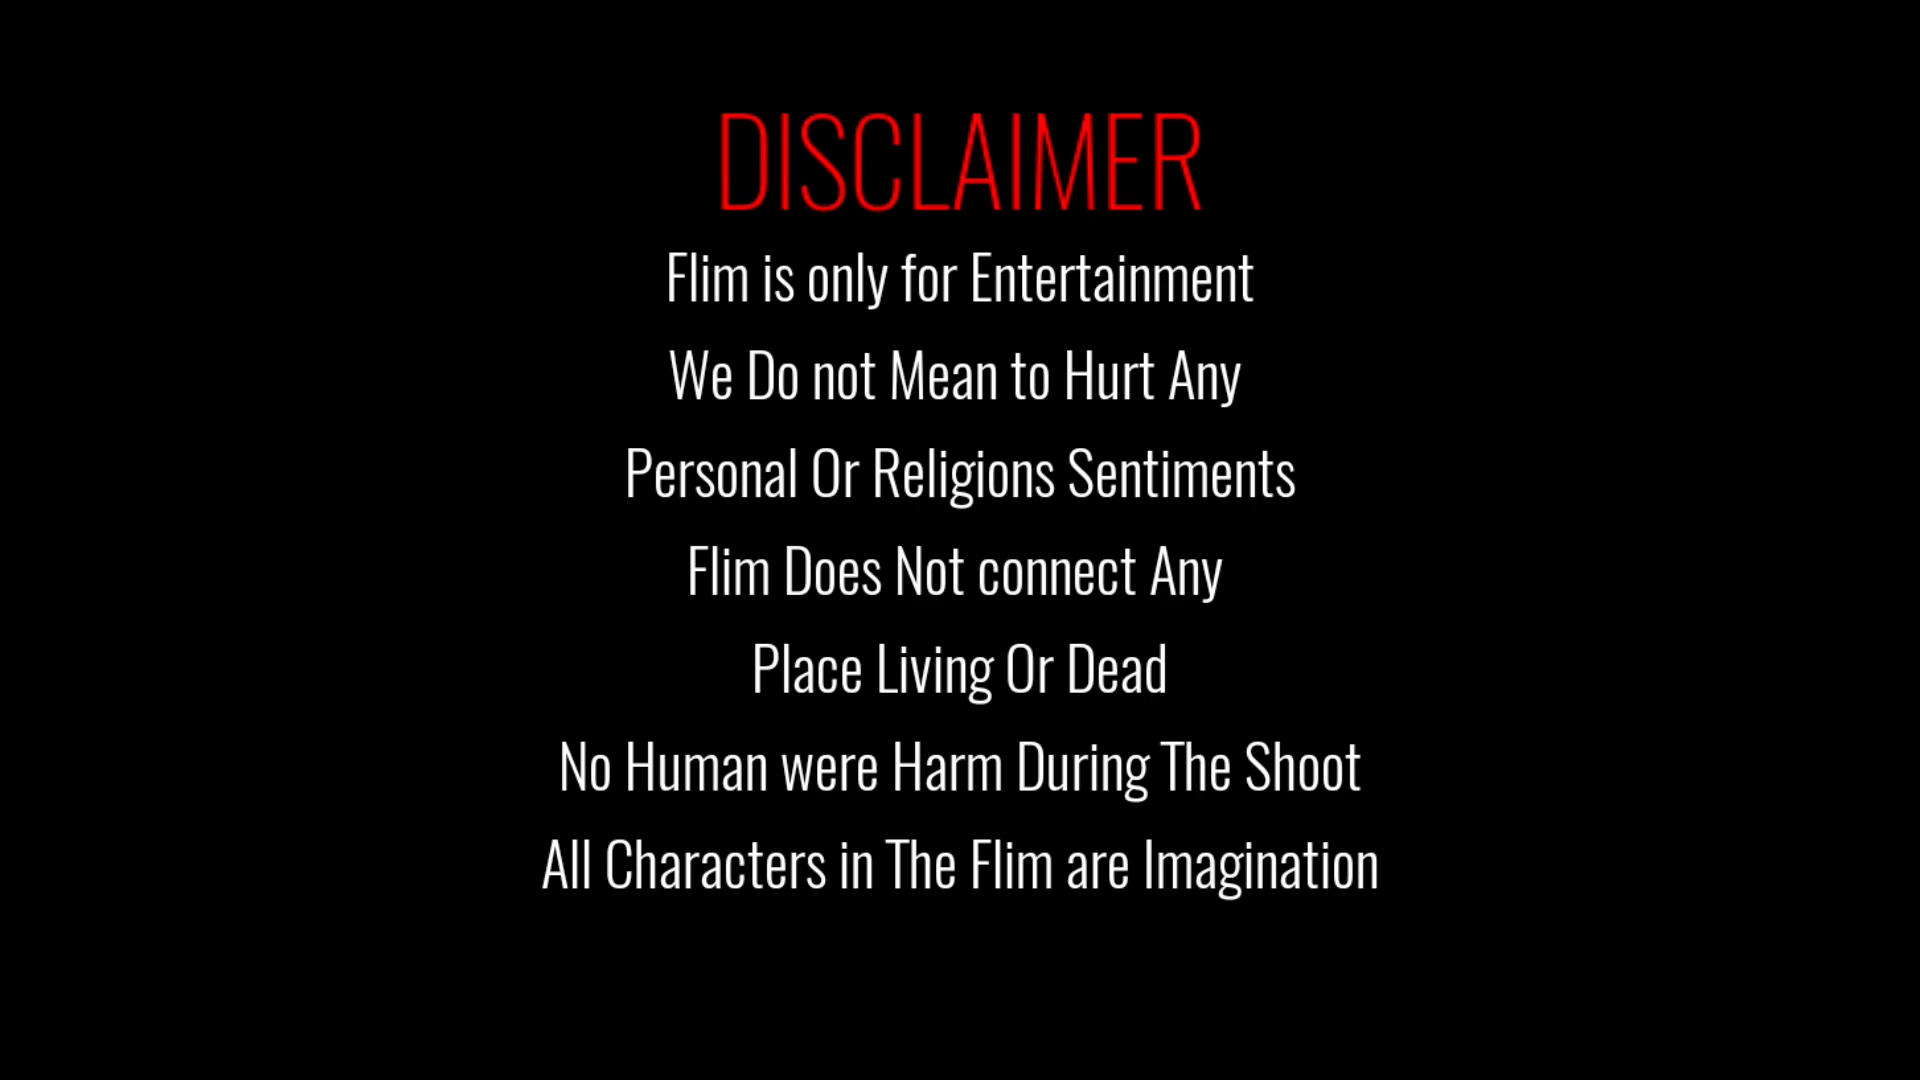 DISCLAIMER
Flim is only for Entertainment
We Do not Mean to Hurt Any
Personal Or Religions Sentiments
Flim Does Not connect Any
Place Living Or Dead
No Human were Harm During The Shoot
All Characters in The Flim are Imagination